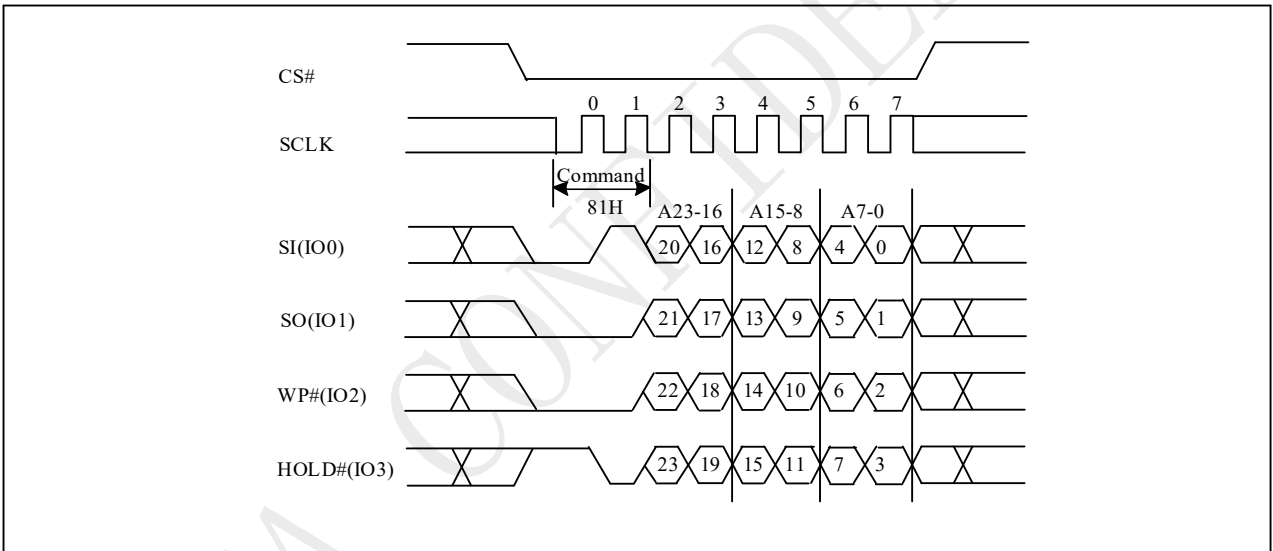 CS#
0 1 2 3 4 5 6 7
SCLK
Command
81H
A23-16 A15-8 A7-0
SI(IO0) 20 16 12 8 4 0
SO(IO1) 21 17 13 9 5 1
WP#(IO2) 22 18 14 10 6 2
HOLD#(IO3) 23 19 15 11 7 3